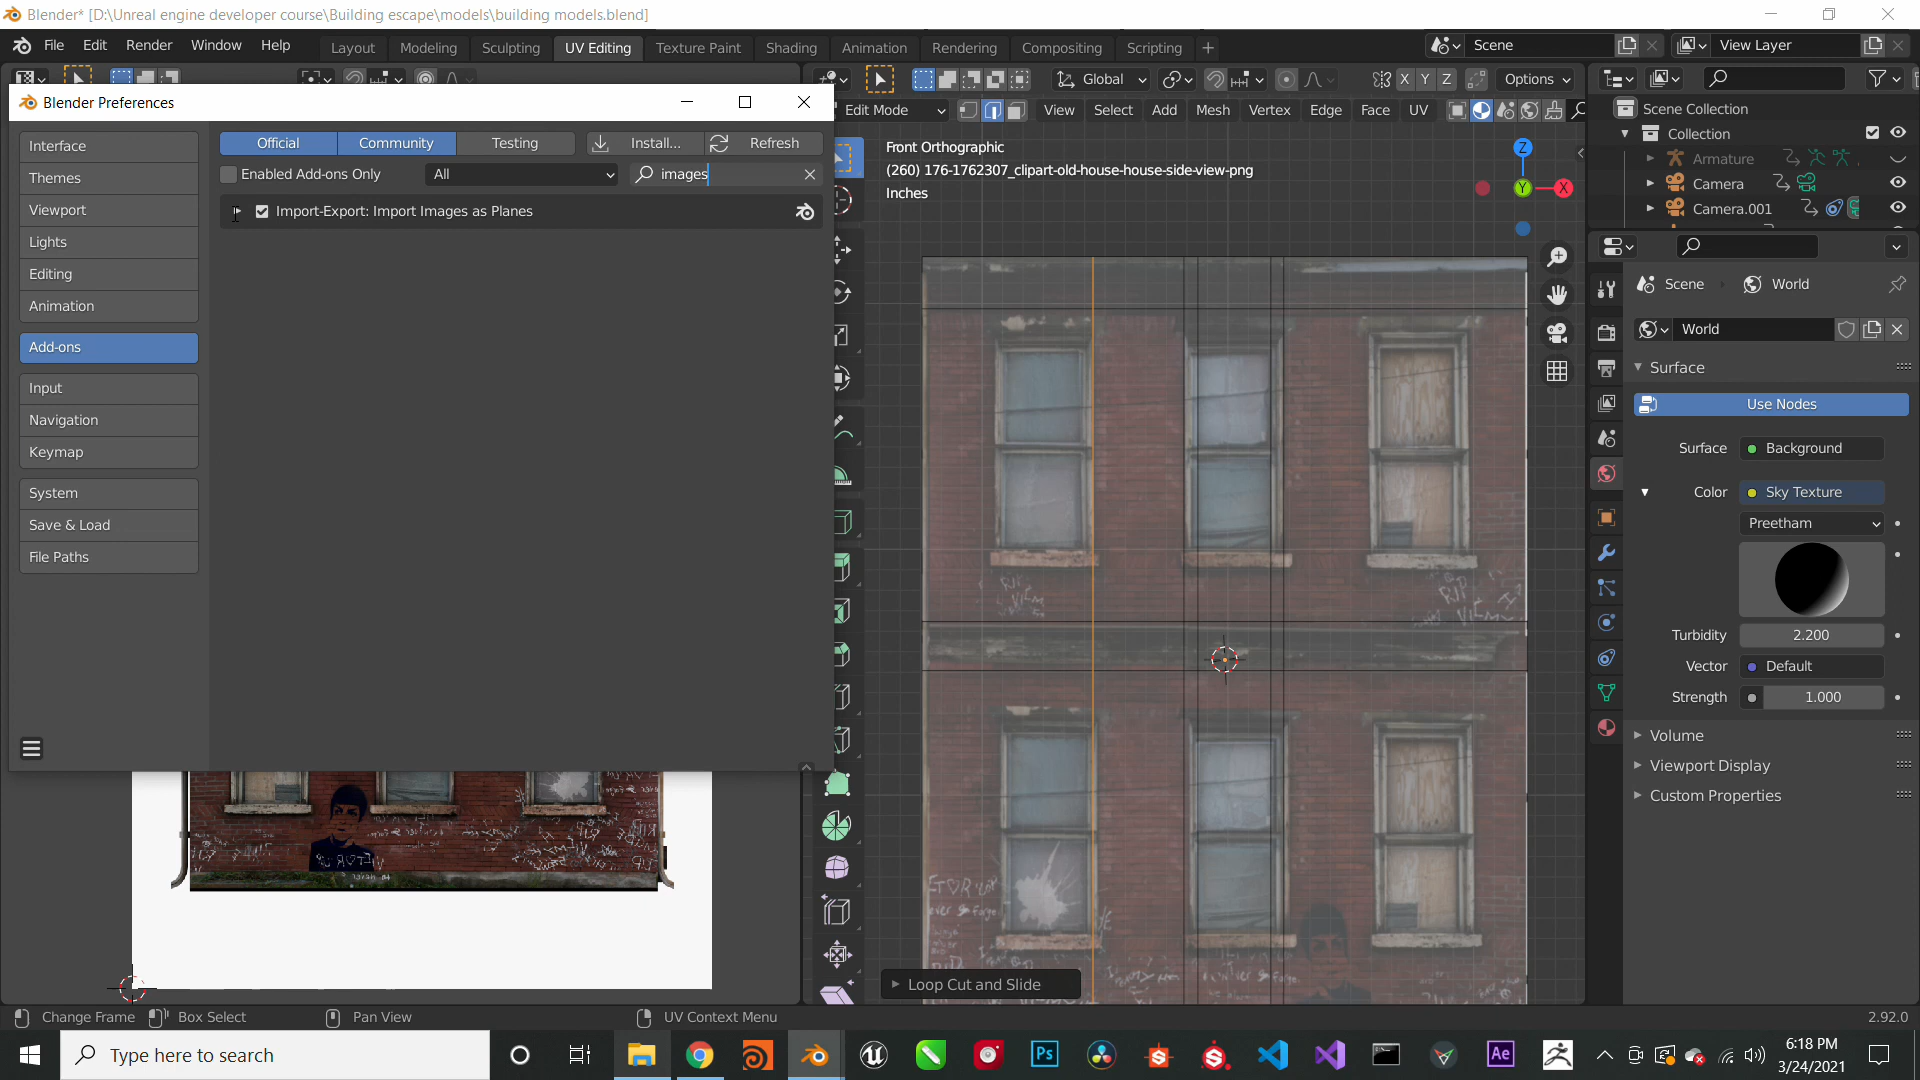 Blender* [D:\Unreal engine developer course\Building escape\models\building models.blend]
File Edit Render Window Help
Layout Modeling Sculpting UV Editing Texture Paint Shading Animation Rendering Compositing Scripting +
Scene
View Layer
Global
X Y Z
Options
Blender Preferences
Edit Mode
View Select Add Mesh Vertex Edge Face UV
Interface
Themes
Viewport
Lights
Editing
Animation
Add-ons
Input
Navigation
Keymap
System
Save & Load
File Paths
Official Community Testing Install... Refresh
Enabled Add-ons Only
All
images
Import-Export: Import Images as Planes
Front Orthographic
(260) 176-1762307_clipart-old-house-house-side-view-png
Inches
Z
Y
X
RIP
Loop Cut and Slide
Scene Collection
Collection
Armature
Camera
Camera.001
Scene
World
World
Surface
Use Nodes
Surface
Background
Color
Sky Texture
Preetham
Turbidity
2.200
Vector
Default
Strength
1.000
Volume
Viewport Display
Custom Properties
Change Frame
Box Select
Pan View
UV Context Menu
2.92.0
Type here to search
Ps
Ae
6:18 PM
3/24/2021